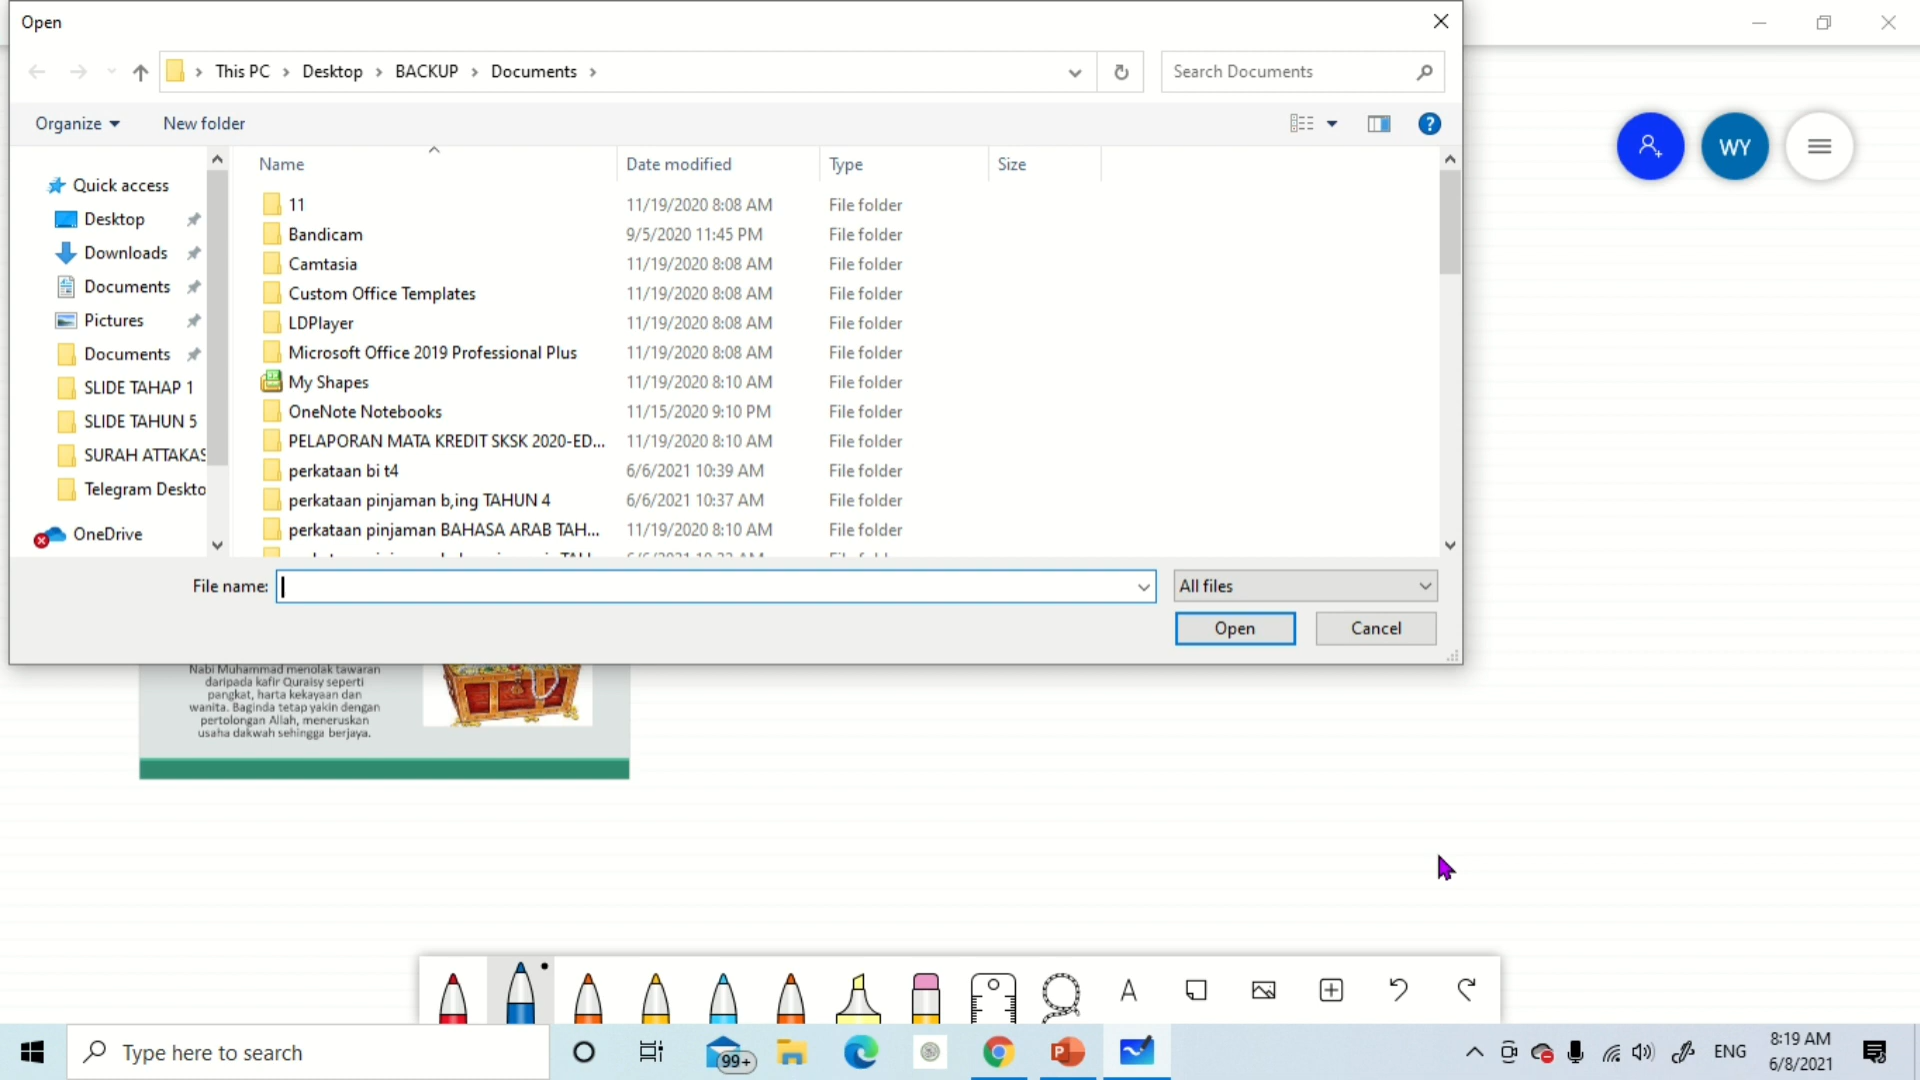 Open
This PC
Desktop
BACKUP
Documents
Search Documents
Organize
New folder
?
WY
Name
Date modified
Type
Size
Quick access
Desktop
Downloads
Documents
Pictures
Documents
SLIDE TAHAP 1
SLIDE TAHUN 5
SURAH ATTAKAS
Telegram Deskto
OneDrive
11 11/19/2020 8:08 AM File folder
Bandicam 9/5/2020 11:45 PM File folder
Camtasia 11/19/2020 8:08 AM File folder
Custom Office Templates 11/19/2020 8:08 AM File folder
LDPlayer 11/19/2020 8:08 AM File folder
Microsoft Office 2019 Professional Plus 11/19/2020 8:08 AM File folder
My Shapes 11/19/2020 8:10 AM File folder
OneNote Notebooks 11/15/2020 9:10 PM File folder
PELAPORAN MATA KREDIT SKSK 2020-ED... 11/19/2020 8:10 AM File folder
perkataan bi t4 6/6/2021 10:39 AM File folder
perkataan pinjaman b,ing TAHUN 4 6/6/2021 10:37 AM File folder
perkataan pinjaman BAHASA ARAB TAH... 11/19/2020 8:10 AM File folder
File name:
All files
Open
Cancel
Nabi Muhammad menolak tawaran
daripada kafir Quraisy seperti
pangkat, harta kekayaan dan
wanita. Baginda tetap yakin dengan
pertolongan Allah, meneruskan
usaha dakwah sehingga berjaya.
A
Type here to search
99+
P
ENG
8:19 AM
6/8/2021